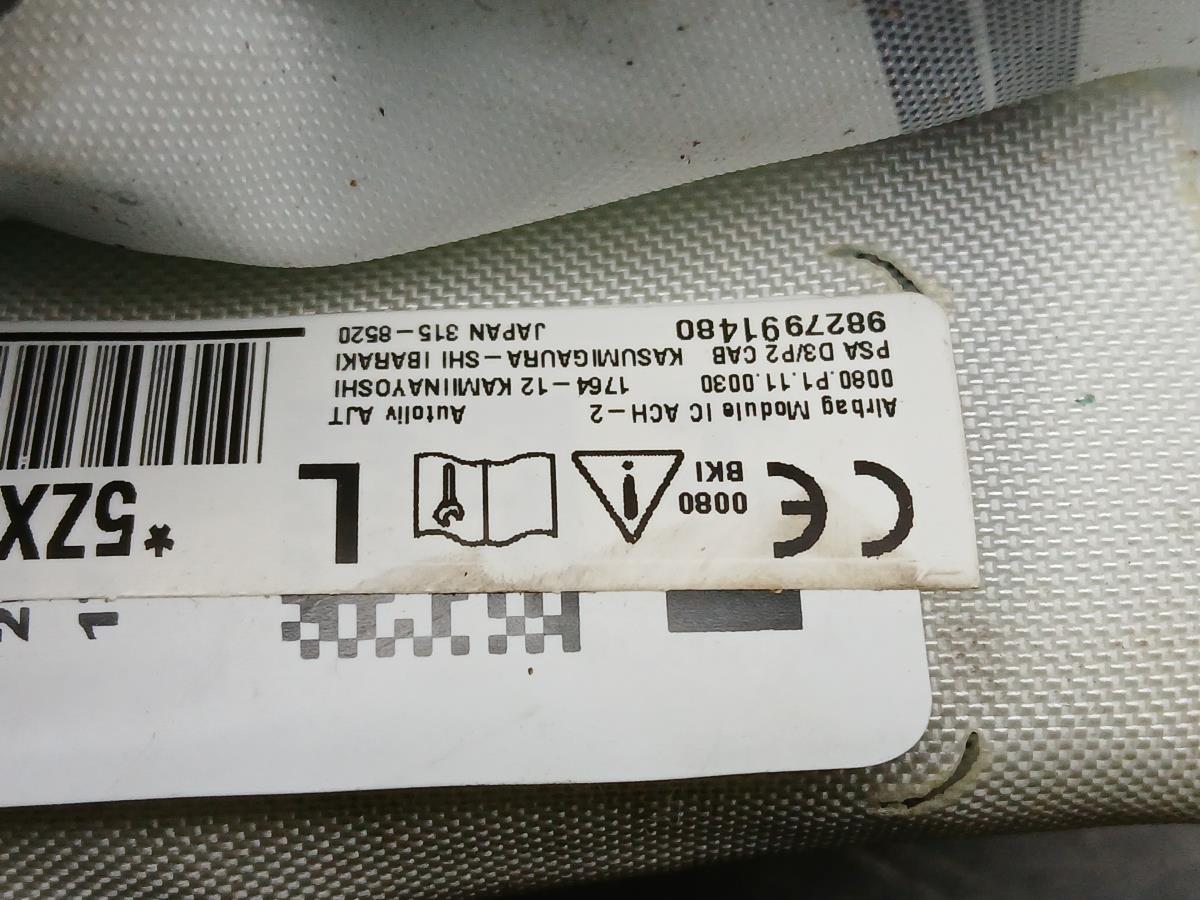 CE 0080 L *5ZX
BKI
Airbag Module IC ACH-2 Autoliv AJT
0080.P1.11.0030 1764-12 KAMIINAYOSHI
PSA D3/P2 CAB KASUMIGAURA-SHI IBARAKI
9827991480 JAPAN 315-8520